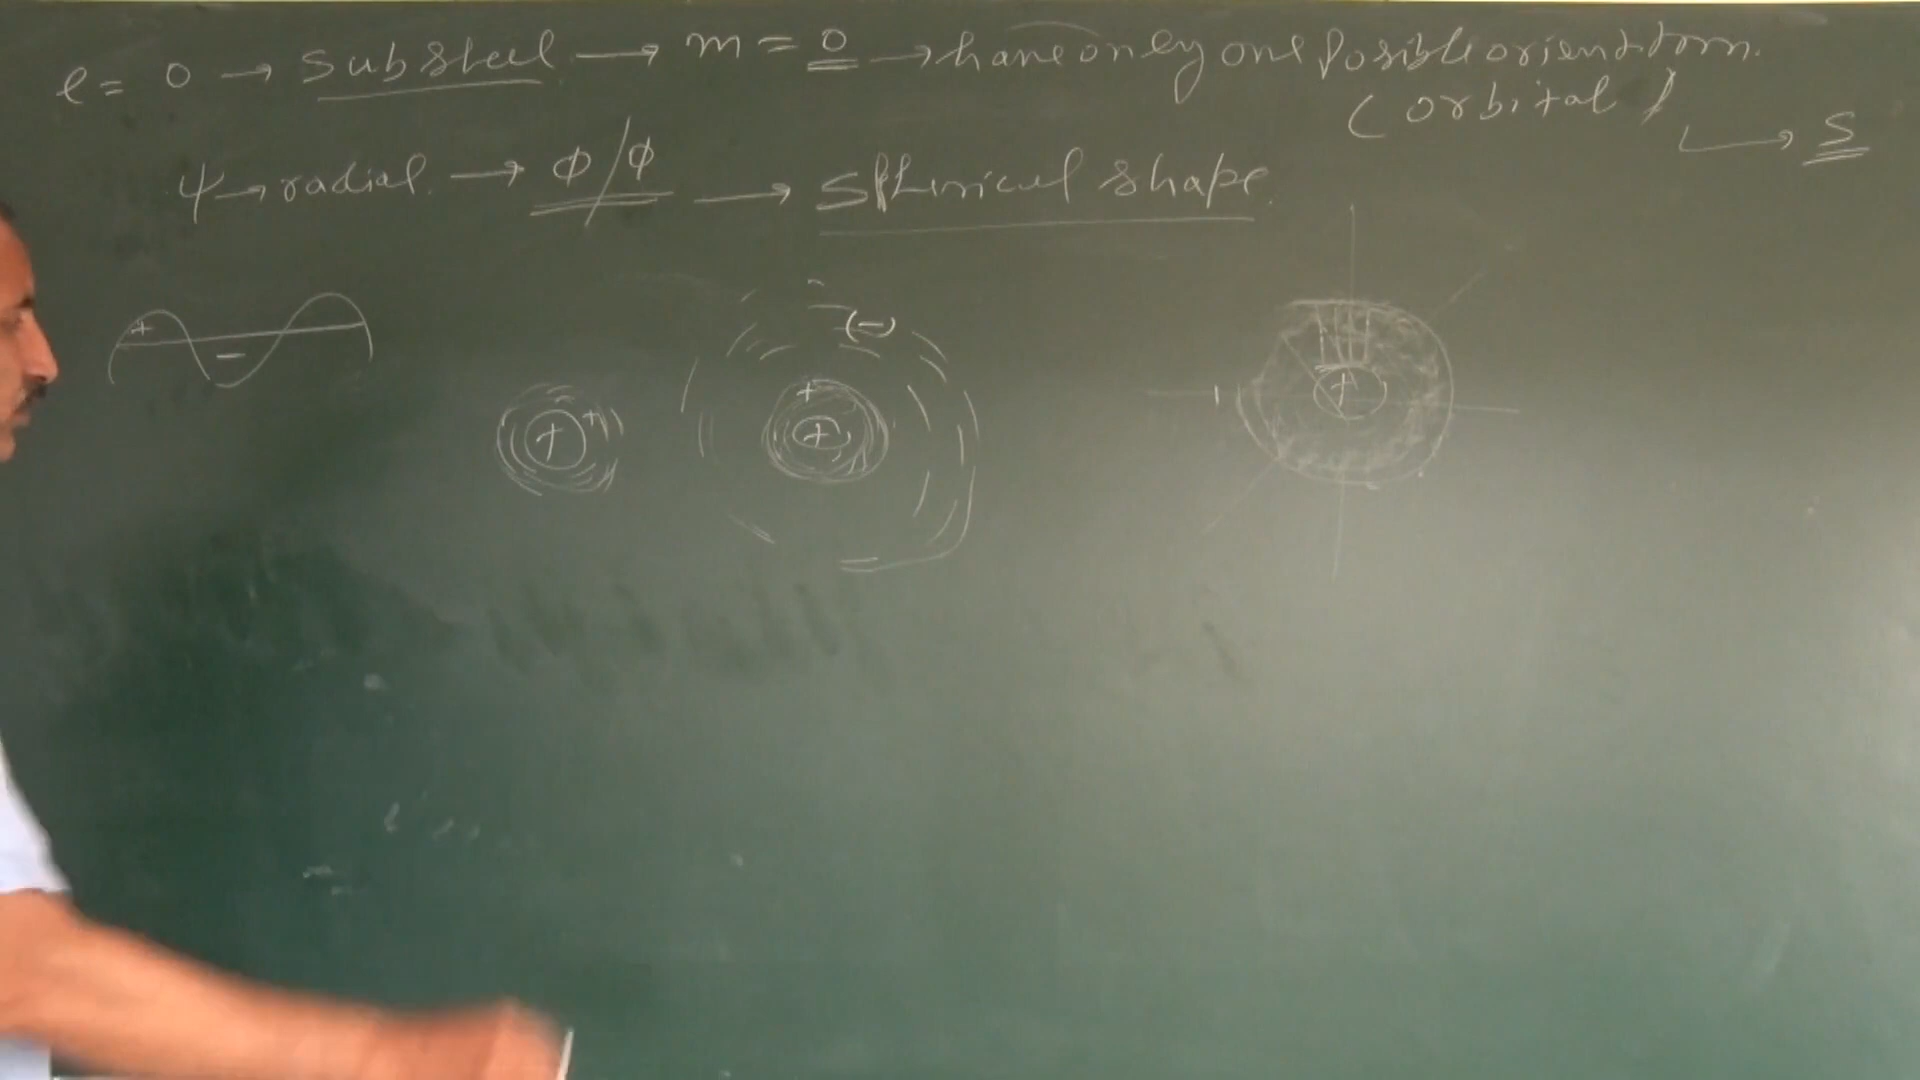 l = 0 → subshell → m = 0 → have only one possible orientation.
(orbital) ↳ s
ψ → radial. → Φ/ϕ → Spherical shape.
+ −
+ +
+ + (−)
+